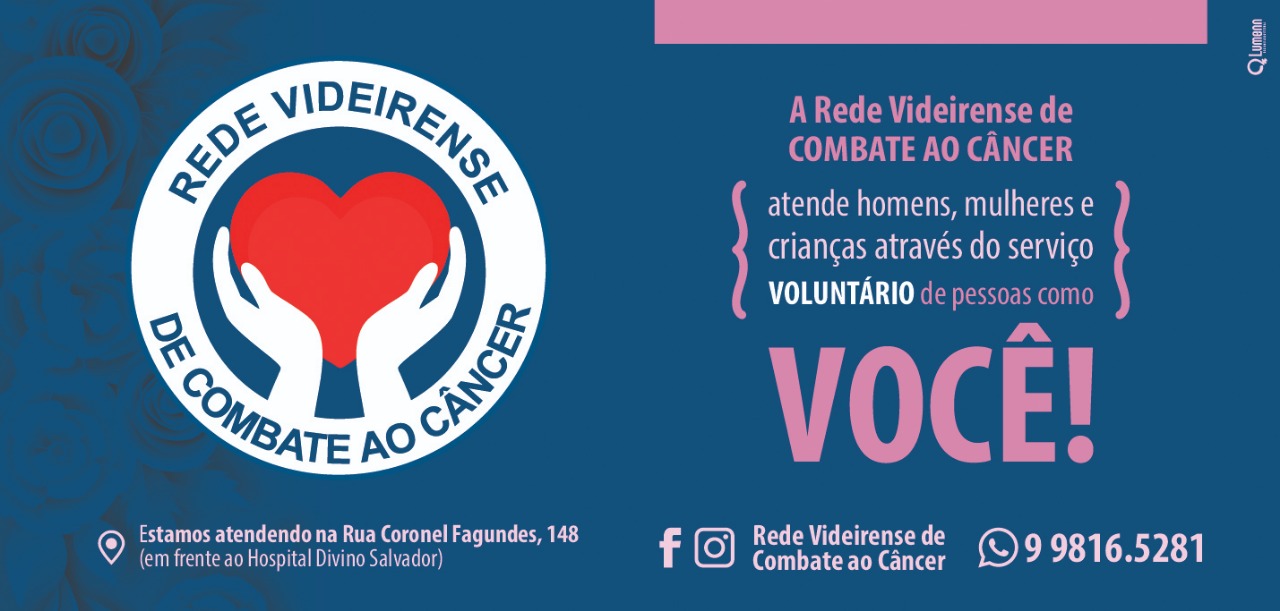 REDE VIDEIRENSE
DE COMBATE AO CÂNCER
Estamos atendendo na Rua Coronel Fagundes, 148
(em frente ao Hospital Divino Salvador)
Lumenn
A Rede Videirense de
COMBATE AO CÂNCER
atende homens, mulheres e
crianças através do serviço
VOLUNTÁRIO de pessoas como
VOCÊ!
Rede Videirense de
Combate ao Câncer
9 9816.5281